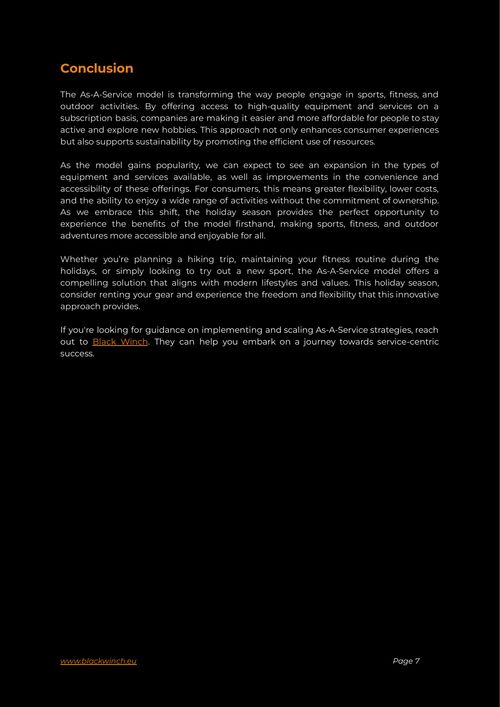 Conclusion
The As-A-Service model is transforming the way people engage in sports, fitness, and
outdoor activities. By offering access to high-quality equipment and services on a
subscription basis, companies are making it easier and more affordable for people to stay
active and explore new hobbies. This approach not only enhances consumer experiences
but also supports sustainability by promoting the efficient use of resources.
As the model gains popularity, we can expect to see an expansion in the types of
equipment and services available, as well as improvements in the convenience and
accessibility of these offerings. For consumers, this means greater flexibility, lower costs,
and the ability to enjoy a wide range of activities without the commitment of ownership.
As we embrace this shift, the holiday season provides the perfect opportunity to
experience the benefits of the model firsthand, making sports, fitness, and outdoor
adventures more accessible and enjoyable for all.
Whether you're planning a hiking trip, maintaining your fitness routine during the
holidays, or simply looking to try out a new sport, the As-A-Service model offers a
compelling solution that aligns with modern lifestyles and values. This holiday season,
consider renting your gear and experience the freedom and flexibility that this innovative
approach provides.
If you're looking for guidance on implementing and scaling As-A-Service strategies, reach
out to Black Winch. They can help you embark on a journey towards service-centric
success.
www.blackwinch.eu
Page 7